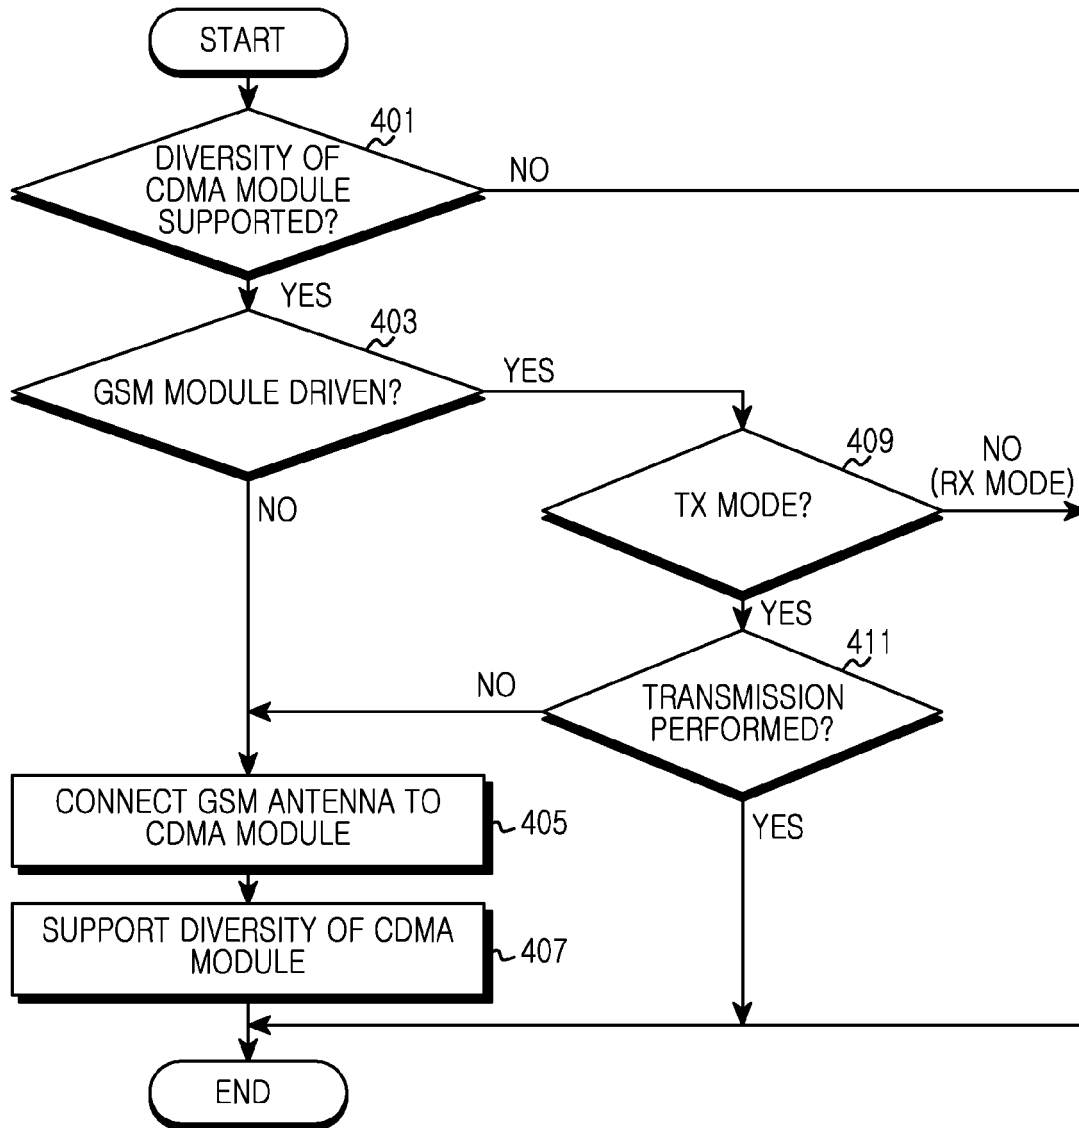 START
401
DIVERSITY OF
CDMA MODULE
SUPPORTED?
NO
YES
403
GSM MODULE DRIVEN?
YES
NO
409
TX MODE?
NO
(RX MODE)
YES
411
TRANSMISSION
PERFORMED?
NO
YES
CONNECT GSM ANTENNA TO
CDMA MODULE
405
SUPPORT DIVERSITY OF CDMA
MODULE
407
END